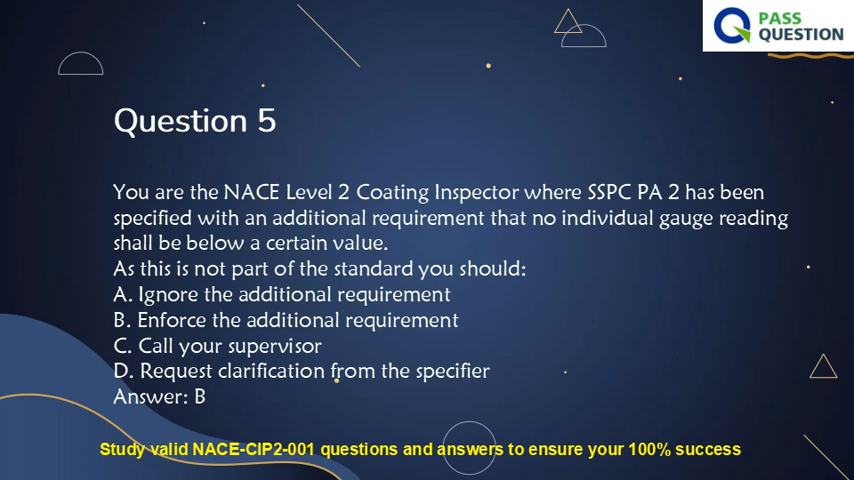 PASS
QUESTION
Question 5
You are the NACE Level 2 Coating Inspector where SSPC PA 2 has been
specified with an additional requirement that no individual gauge reading
shall be below a certain value.
As this is not part of the standard you should:
A. Ignore the additional requirement
B. Enforce the additional requirement
C. Call your supervisor
D. Request clarification from the specifier
Answer: B
Study valid NACE-CIP2-001 questions and answers to ensure your 100% success